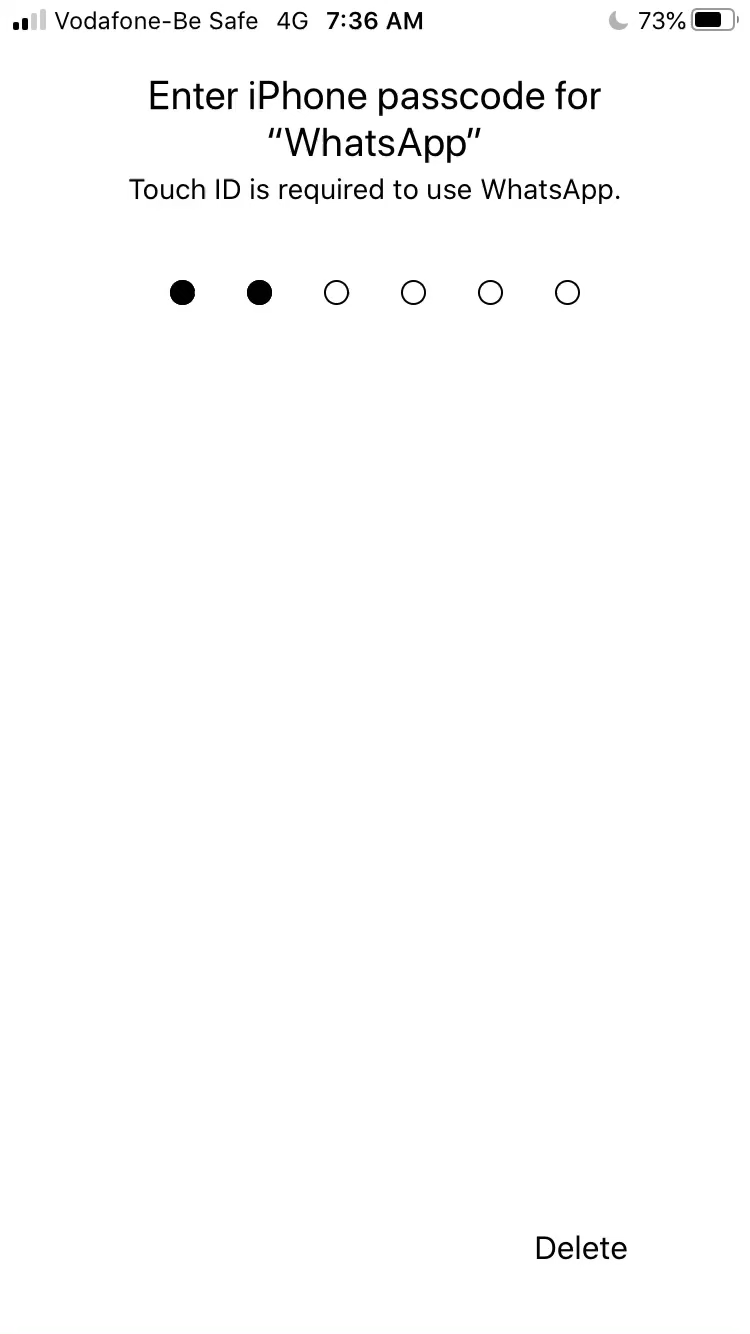 Vodafone-Be Safe 4G 7:36 AM 73%
Enter iPhone passcode for
“WhatsApp”
Touch ID is required to use WhatsApp.
Delete